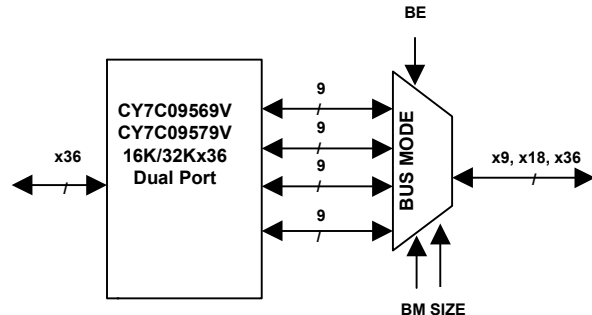 BE
CY7C09569V
CY7C09579V
16K/32Kx36
Dual Port
x36
9
9
9
9
BUS MODE
x9, x18, x36
BM SIZE